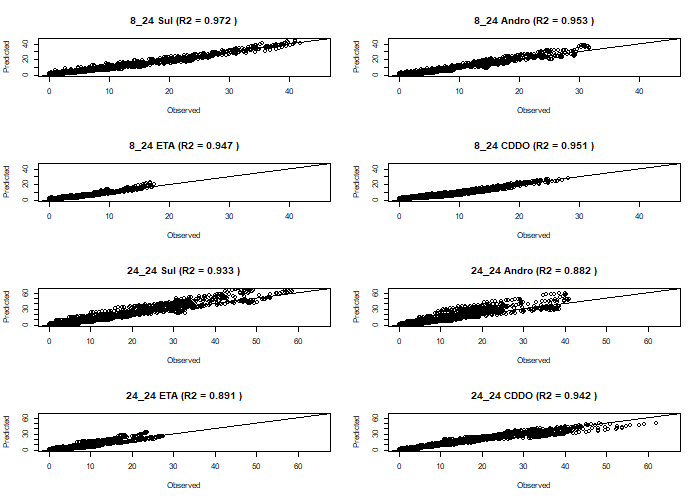 8_24 Sul (R2 = 0.972 )
Predicted
0 20 40
0 10 20 30 40
Observed
8_24 Andro (R2 = 0.953 )
Predicted
0 20 40
0 10 20 30 40
Observed
8_24 ETA (R2 = 0.947 )
Predicted
0 20 40
0 10 20 30 40
Observed
8_24 CDDO (R2 = 0.951 )
Predicted
0 20 40
0 10 20 30 40
Observed
24_24 Sul (R2 = 0.933 )
Predicted
0 30 60
0 10 20 30 40 50 60
Observed
24_24 Andro (R2 = 0.882 )
Predicted
0 30 60
0 10 20 30 40 50 60
Observed
24_24 ETA (R2 = 0.891 )
Predicted
0 30 60
0 10 20 30 40 50 60
Observed
24_24 CDDO (R2 = 0.942 )
Predicted
0 30 60
0 10 20 30 40 50 60
Observed